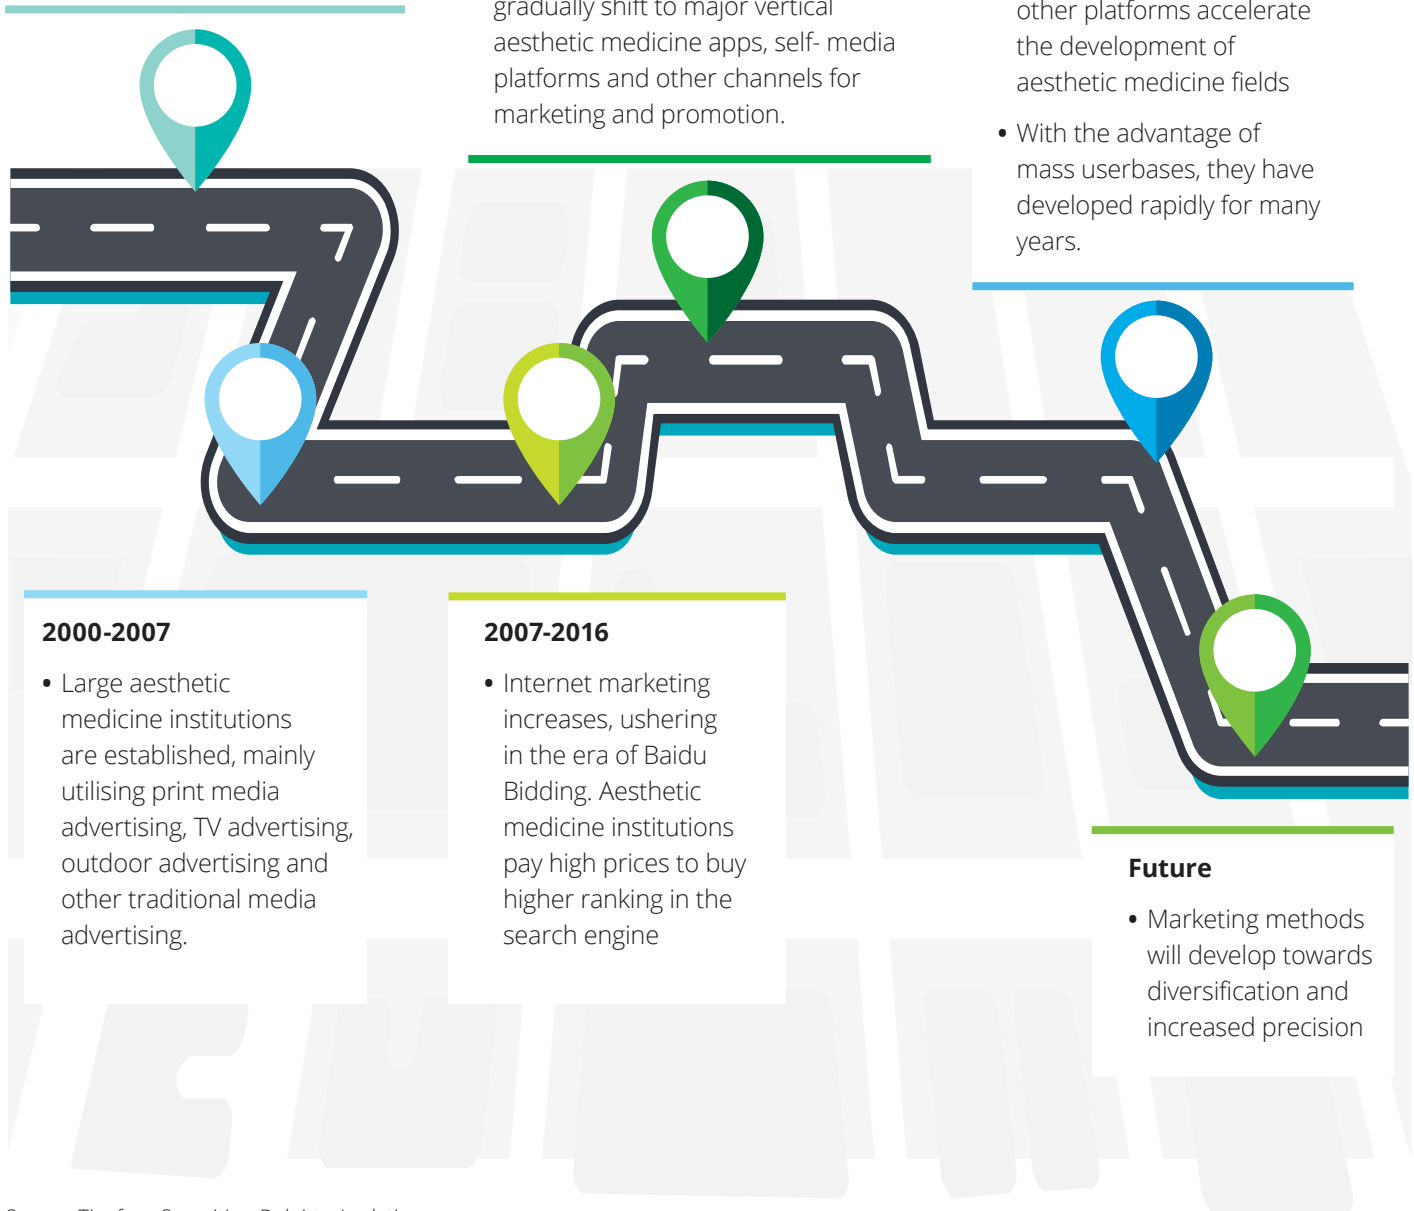 gradually shift to major vertical
aesthetic medicine apps, self- media
platforms and other channels for
marketing and promotion.
other platforms accelerate
the development of
aesthetic medicine fields
• With the advantage of
mass userbases, they have
developed rapidly for many
years.
2000-2007
• Large aesthetic
medicine institutions
are established, mainly
utilising print media
advertising, TV advertising,
outdoor advertising and
other traditional media
advertising.
2007-2016
• Internet marketing
increases, ushering
in the era of Baidu
Bidding. Aesthetic
medicine institutions
pay high prices to buy
higher ranking in the
search engine
Future
• Marketing methods
will develop towards
diversification and
increased precision